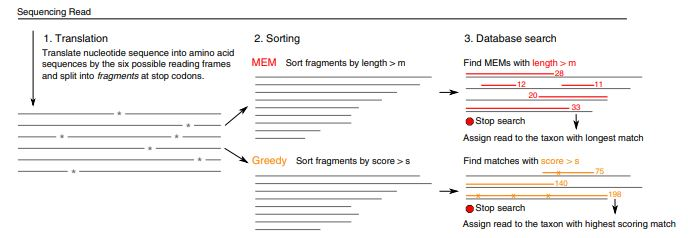 Sequencing Read
1. Translation
Translate nucleotide sequence into amino acid
sequences by the six possible reading frames
and split into fragments at stop codons.
* * * * * *
2. Sorting
MEM Sort fragments by length > m
Greedy Sort fragments by score > s
3. Database search
Find MEMs with length > m
28
12 11
20
33
Stop search
Assign read to the taxon with longest match
Find matches with score > s
x 75
140
x x x 198
Stop search
Assign read to the taxon with highest scoring match